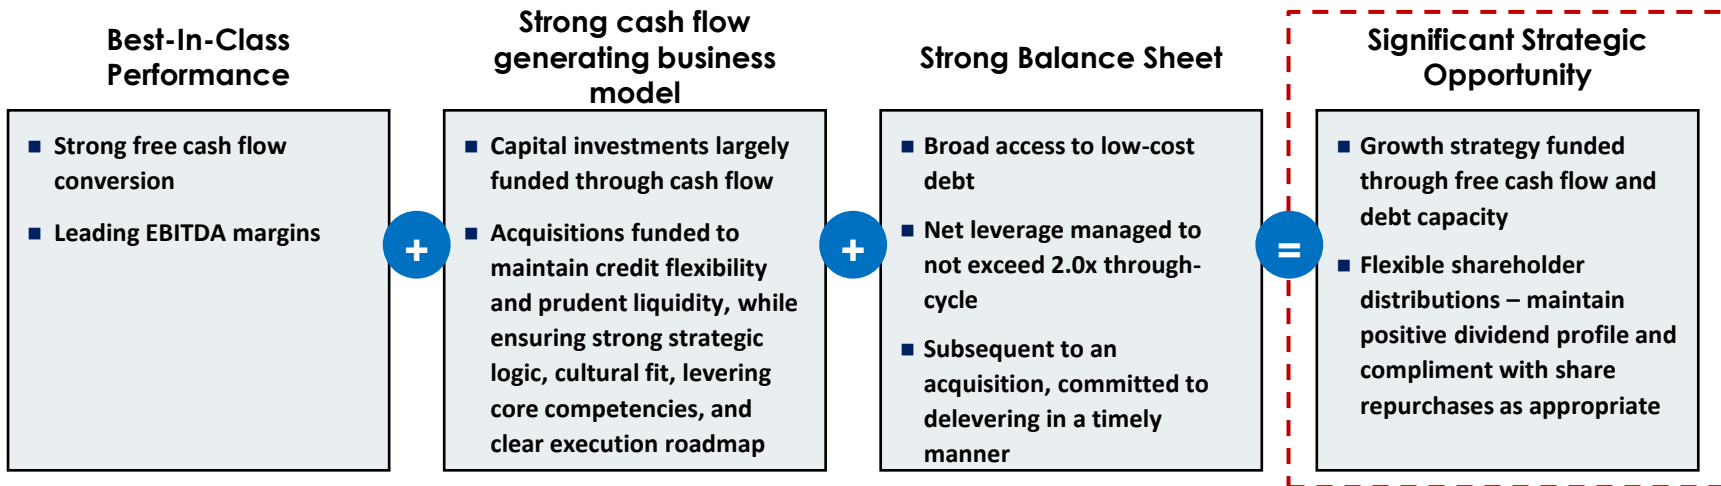 Best-In-Class
Performance
■ Strong free cash flow
conversion
■ Leading EBITDA margins
+
Strong cash flow
generating business
model
■ Capital investments largely
funded through cash flow
■ Acquisitions funded to
maintain credit flexibility
and prudent liquidity, while
ensuring strong strategic
logic, cultural fit, levering
core competencies, and
clear execution roadmap
+
Strong Balance Sheet
■ Broad access to low-cost
debt
■ Net leverage managed to
not exceed 2.0x through-
cycle
■ Subsequent to an
acquisition, committed to
delevering in a timely
manner
=
Significant Strategic
Opportunity
■ Growth strategy funded
through free cash flow and
debt capacity
■ Flexible shareholder
distributions – maintain
positive dividend profile and
compliment with share
repurchases as appropriate